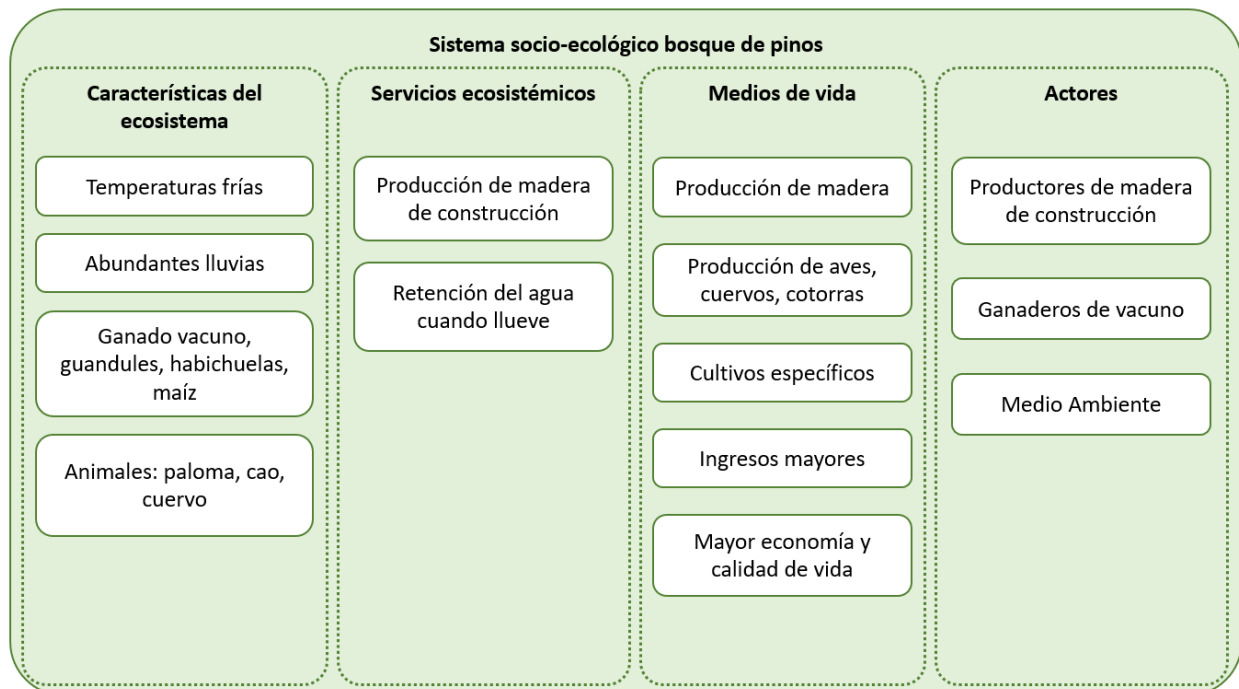 Sistema socio-ecológico bosque de pinos
Características del
ecosistema
Temperaturas frías
Abundantes lluvias
Ganado vacuno,
guandules, habichuelas,
maíz
Animales: paloma, cao,
cuervo
Servicios ecosistémicos
Producción de madera
de construcción
Retención del agua
cuando llueve
Medios de vida
Producción de madera
Producción de aves,
cuervos, cotorras
Cultivos específicos
Ingresos mayores
Mayor economía y
calidad de vida
Actores
Productores de madera
de construcción
Ganaderos de vacuno
Medio Ambiente